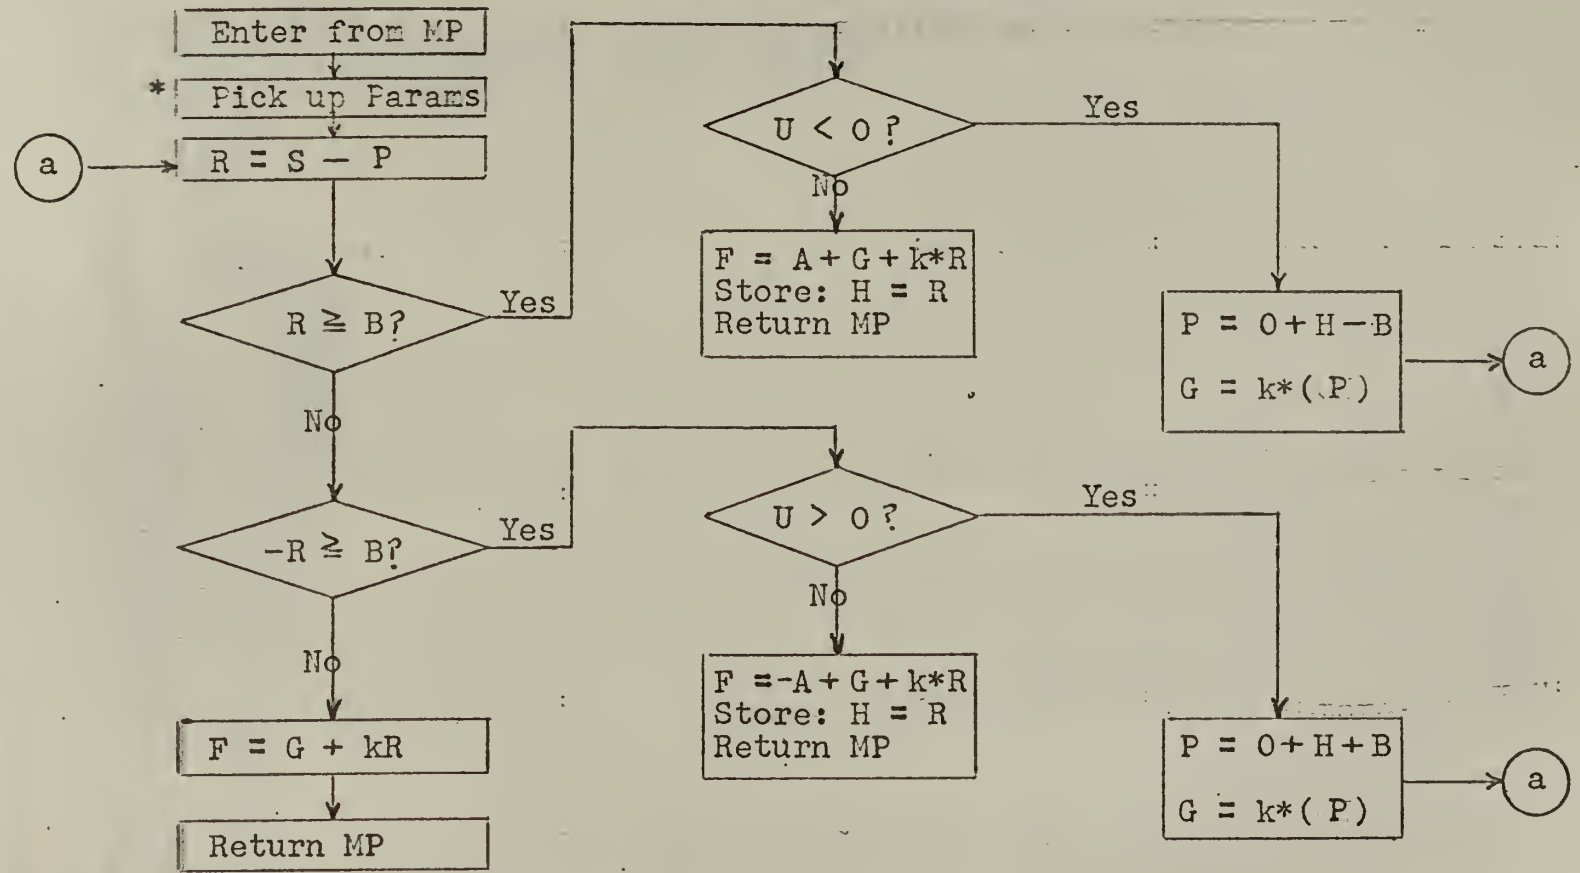 Enter from MP
* Pick up Params
a
R = S - P
R ≧ B?
Yes
No
-R ≧ B?
Yes
No
F = G + kR
Return MP
U < 0?
Yes
No
F = A + G + k*R
Store: H = R
Return MP
P = 0 + H - B
G = k*(P)
a
U > 0?
Yes
No
F = -A + G + k*R
Store: H = R
Return MP
P = 0 + H + B
G = k*(P)
a